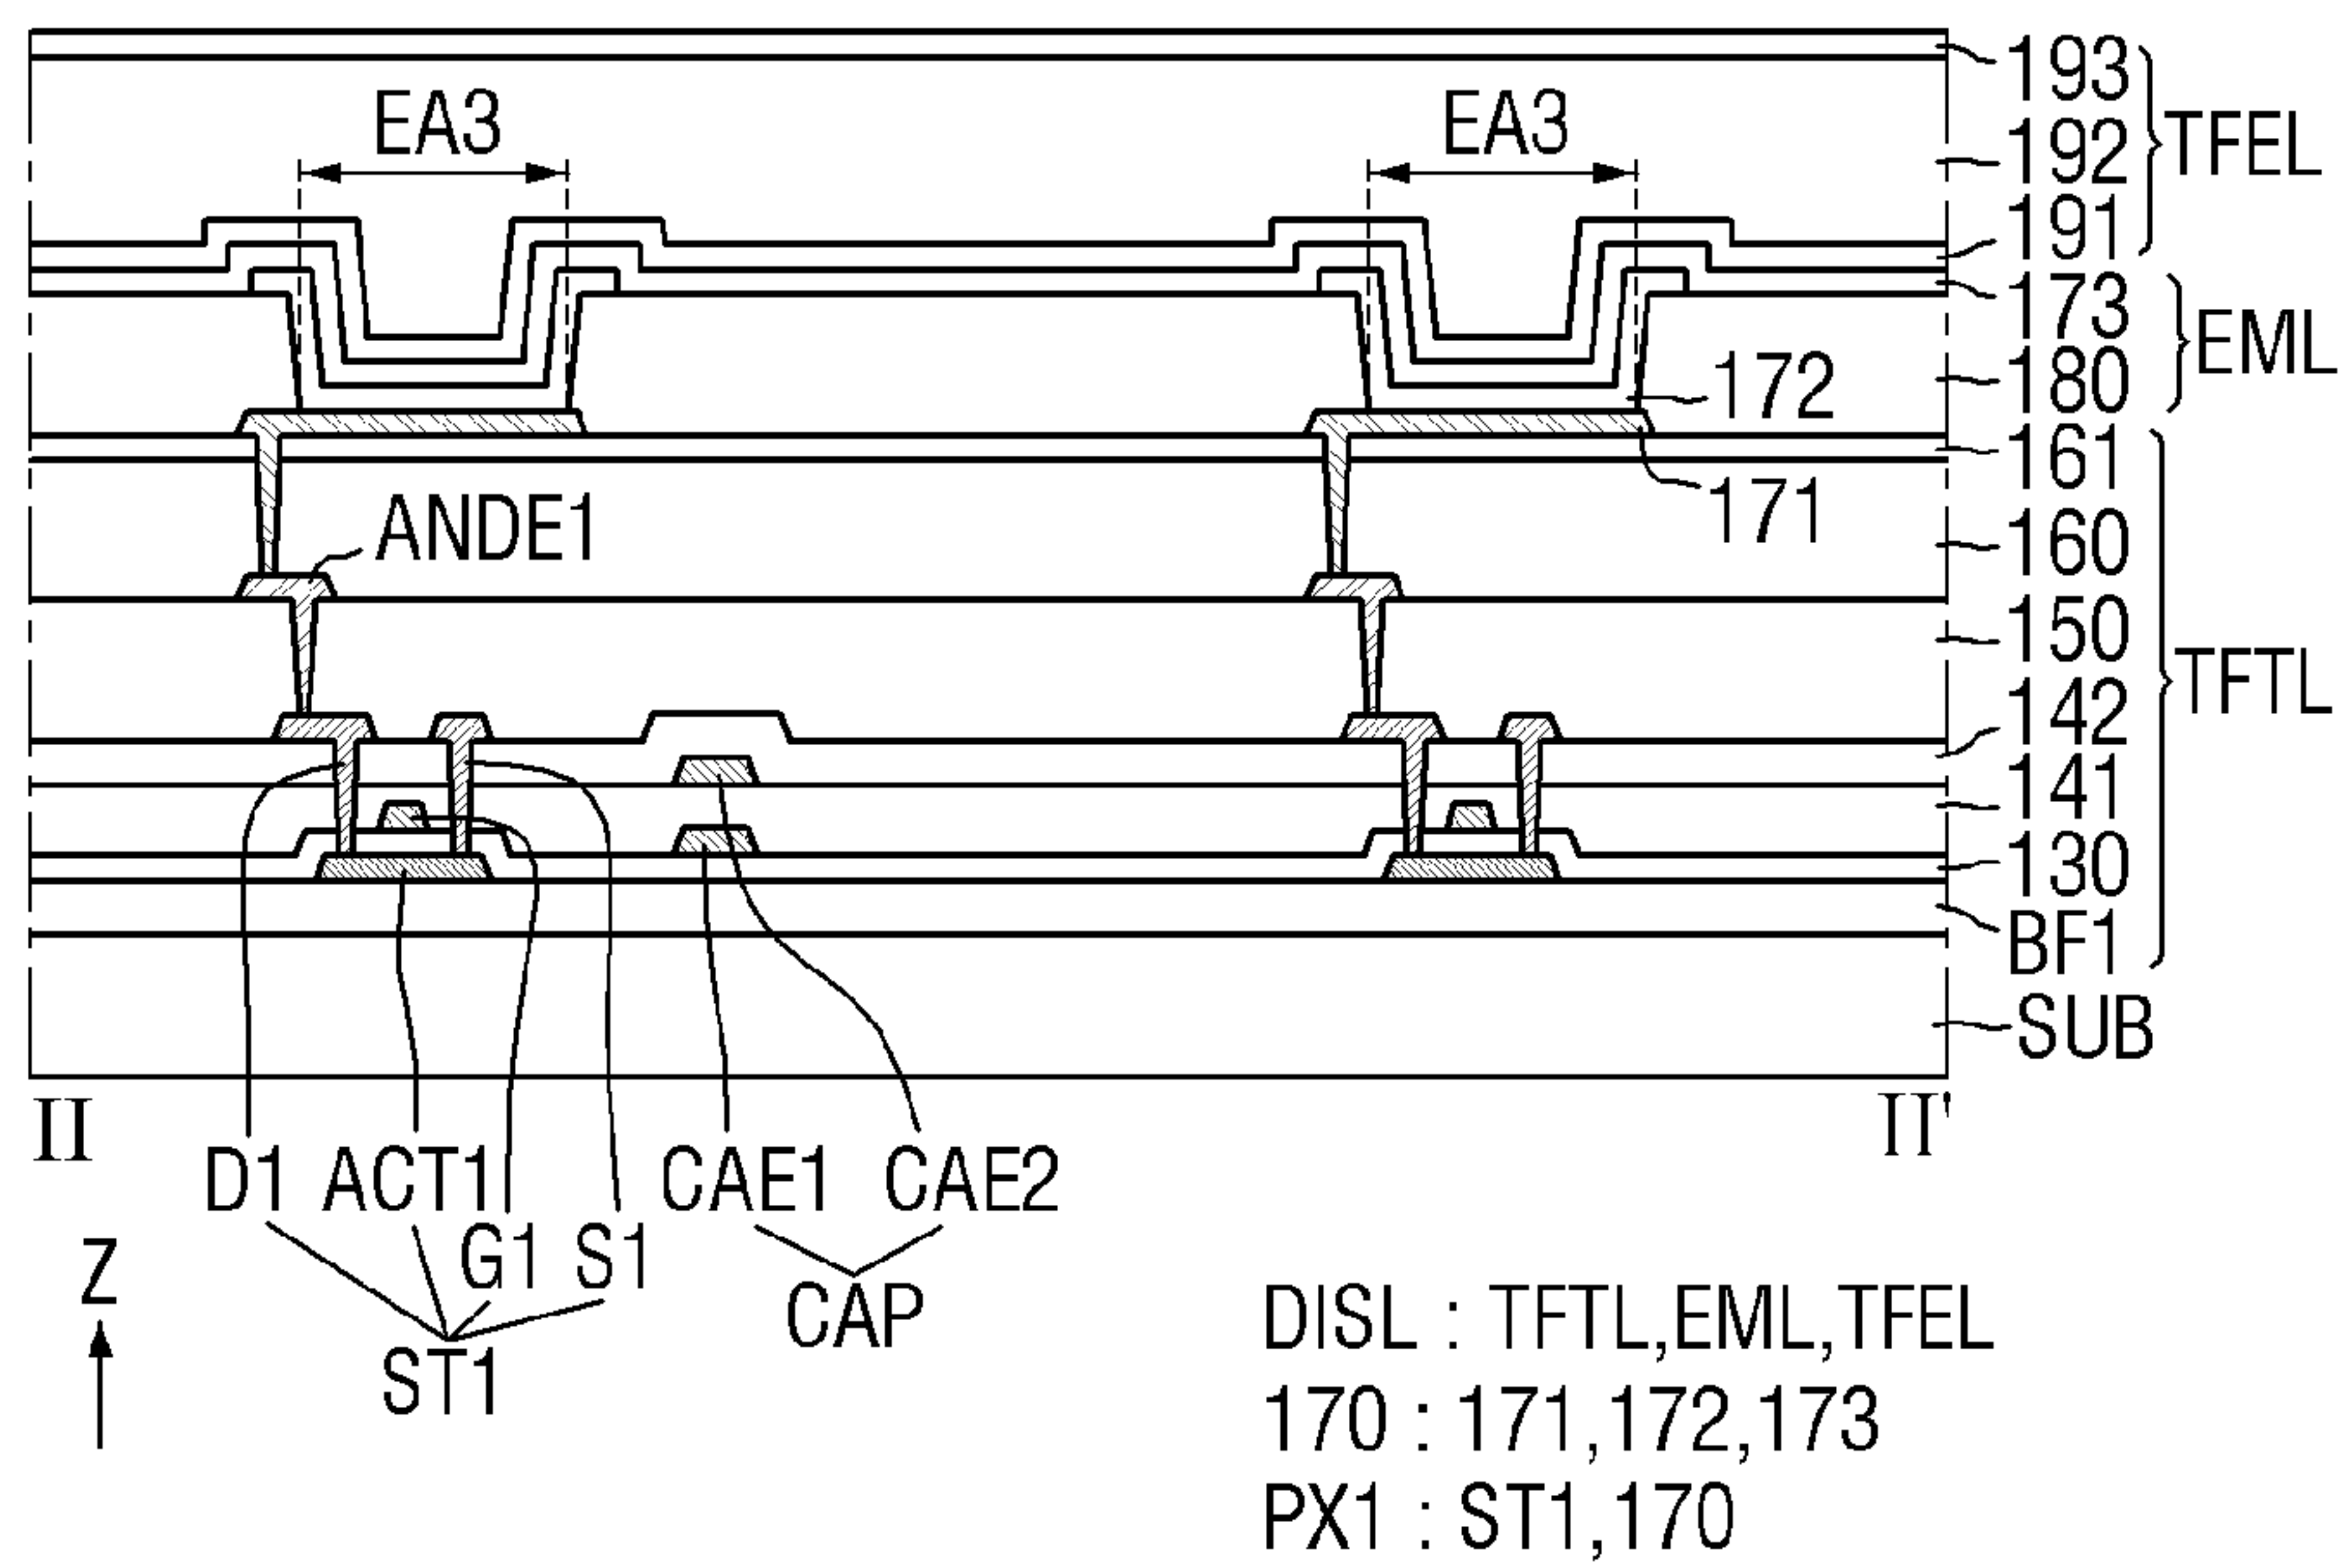 193
EA3 EA3
192 TFEL
191
173
172 180 EML
161
ANDE1 171
160
150
142 TFTL
141
130
BF1
SUB
II II'
D1 ACT1 CAE1 CAE2
G1 S1
Z
CAP
ST1
DISL : TFTL,EML,TFEL
170 : 171,172,173
PX1 : ST1,170